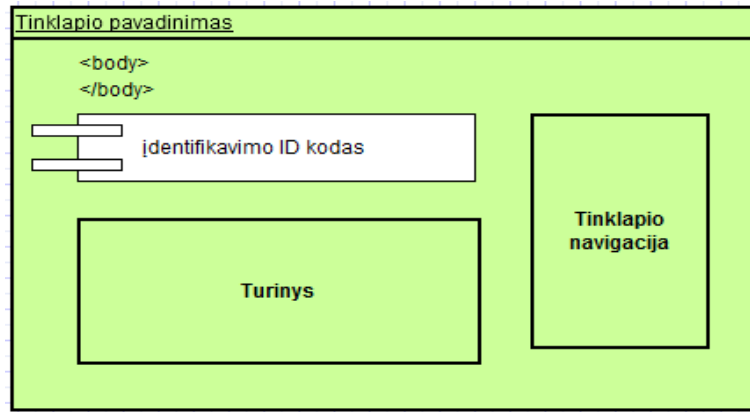 Tinklapio pavadinimas
<body>
</body>
įdentifikavimo ID kodas
Tinklapio
navigacija
Turinys